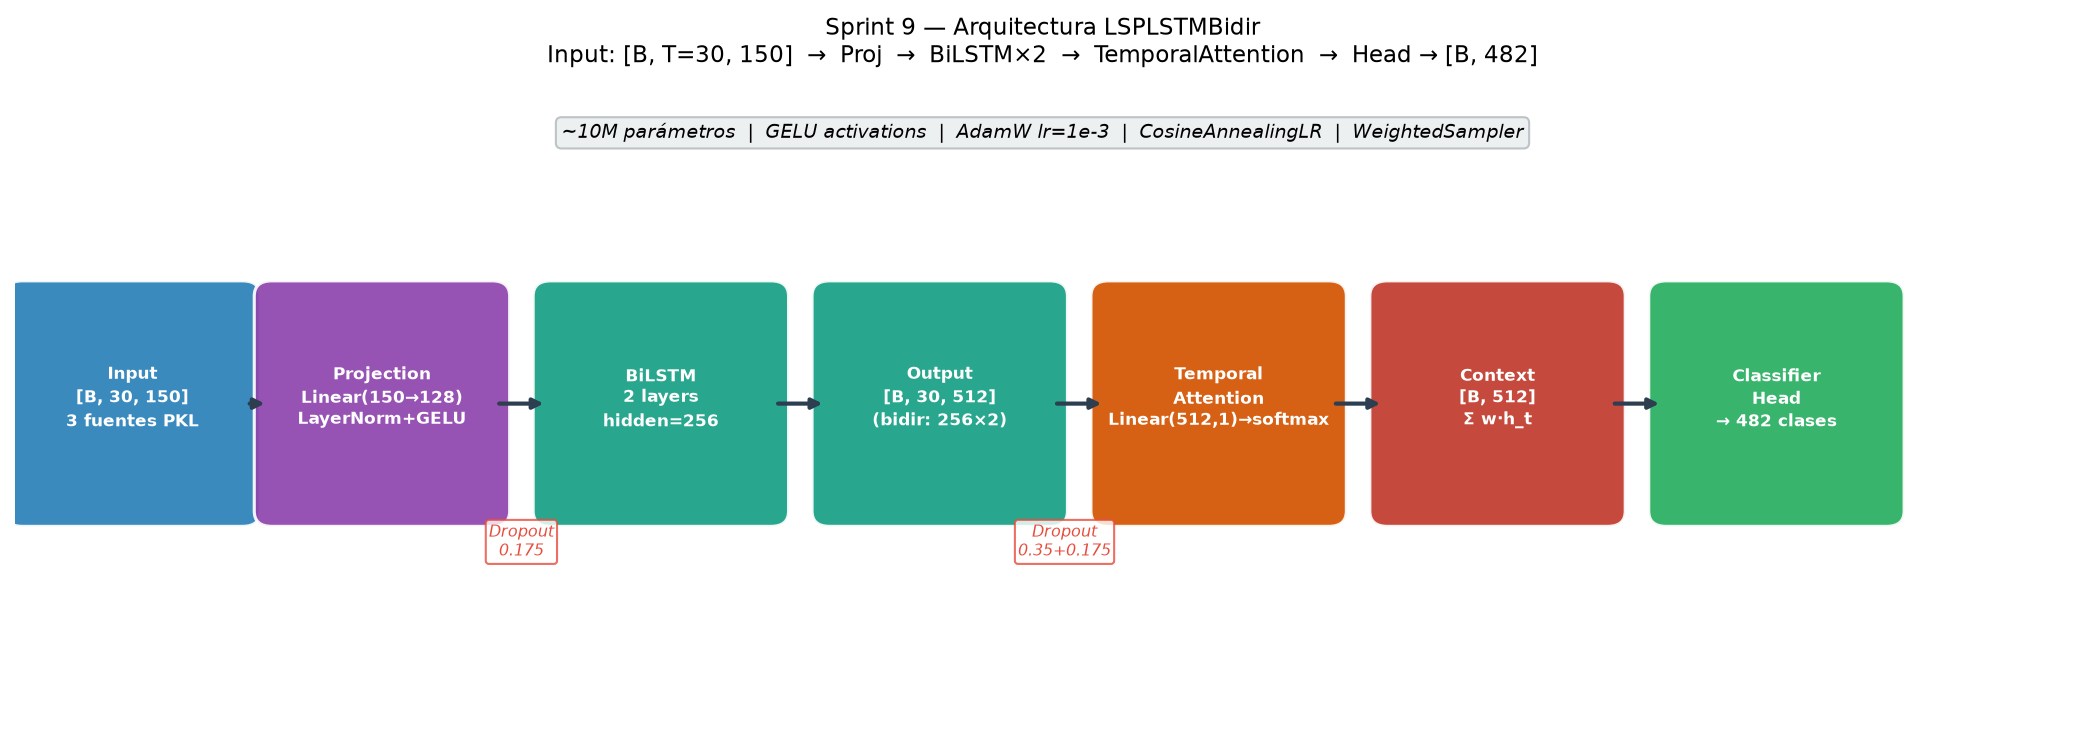 Sprint 9 — Arquitectura LSPLSTMBidir
Input: [B, T=30, 150] → Proj → BiLSTM×2 → TemporalAttention → Head → [B, 482]
~10M parámetros | GELU activations | AdamW lr=1e-3 | CosineAnnealingLR | WeightedSampler
Input
[B, 30, 150]
3 fuentes PKL
Projection
Linear(150→128)
LayerNorm+GELU
BiLSTM
2 layers
hidden=256
Output
[B, 30, 512]
(bidir: 256×2)
Temporal
Attention
Linear(512,1)→softmax
Context
[B, 512]
Σ w·h_t
Classifier
Head
→ 482 clases
Dropout
0.175
Dropout
0.35+0.175